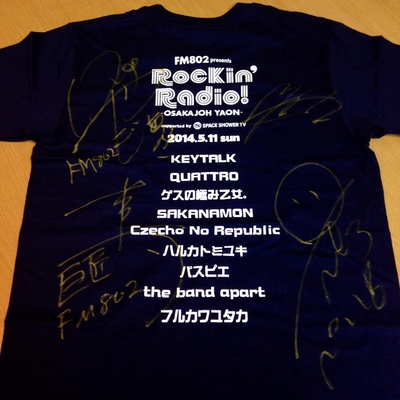 FM802 presents
Rockin'
Radio!
-OSAKAJOH YAON-
supported by SPACE SHOWER TV
2014.5.11 sun
KEYTALK
QUATTRO
ゲスの極み乙女。
SAKANAMON
Czecho No Republic
ハルカトミユキ
パスピエ
the band apart
フルカワユタカ
FM802
巨匠
FM802